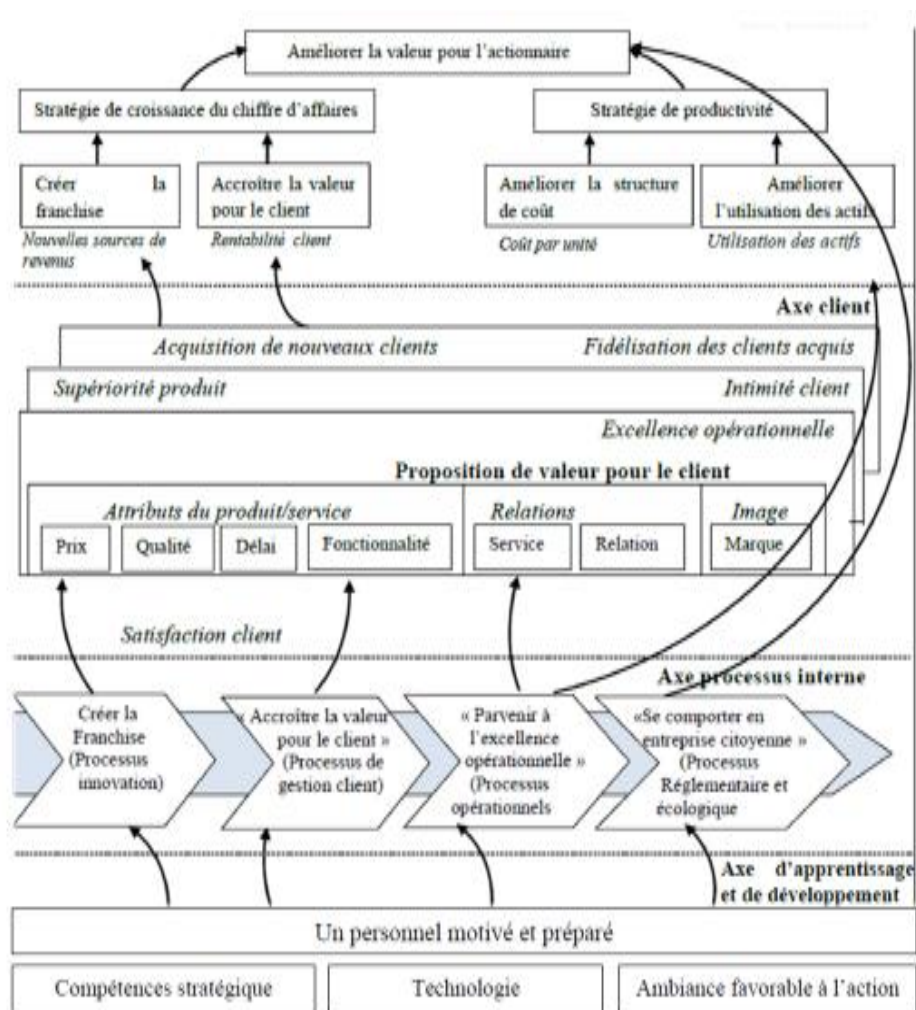 Améliorer la valeur pour l'actionnaire
Stratégie de croissance du chiffre d'affaires
Stratégie de productivité
Créer la
franchise
Accroître la valeur
pour le client
Améliorer la structure
de coût
Améliorer
l'utilisation des actifs
Nouvelles sources de
revenus
Rentabilité client
Coût par unité
Utilisation des actifs
Axe client
Acquisition de nouveaux clients
Fidélisation des clients acquis
Supériorité produit
Intimité client
Excellence opérationnelle
Proposition de valeur pour le client
Attributs du produit/service
Relations
Image
Prix
Qualité
Délai
Fonctionnalité
Service
Relation
Marque
Satisfaction client
Axe processus interne
Créer la
Franchise
(Processus
innovation)
« Accroître la valeur
pour le client »
(Processus de
gestion client)
« Parvenir à
l'excellence
opérationnelle »
(Processus
opérationnels
«Se comporter en
entreprise citoyenne »
(Processus
Réglementaire et
écologique
Axe d'apprentissage
et de développement
Un personnel motivé et préparé
Compétences stratégique
Technologie
Ambiance favorable à l'action